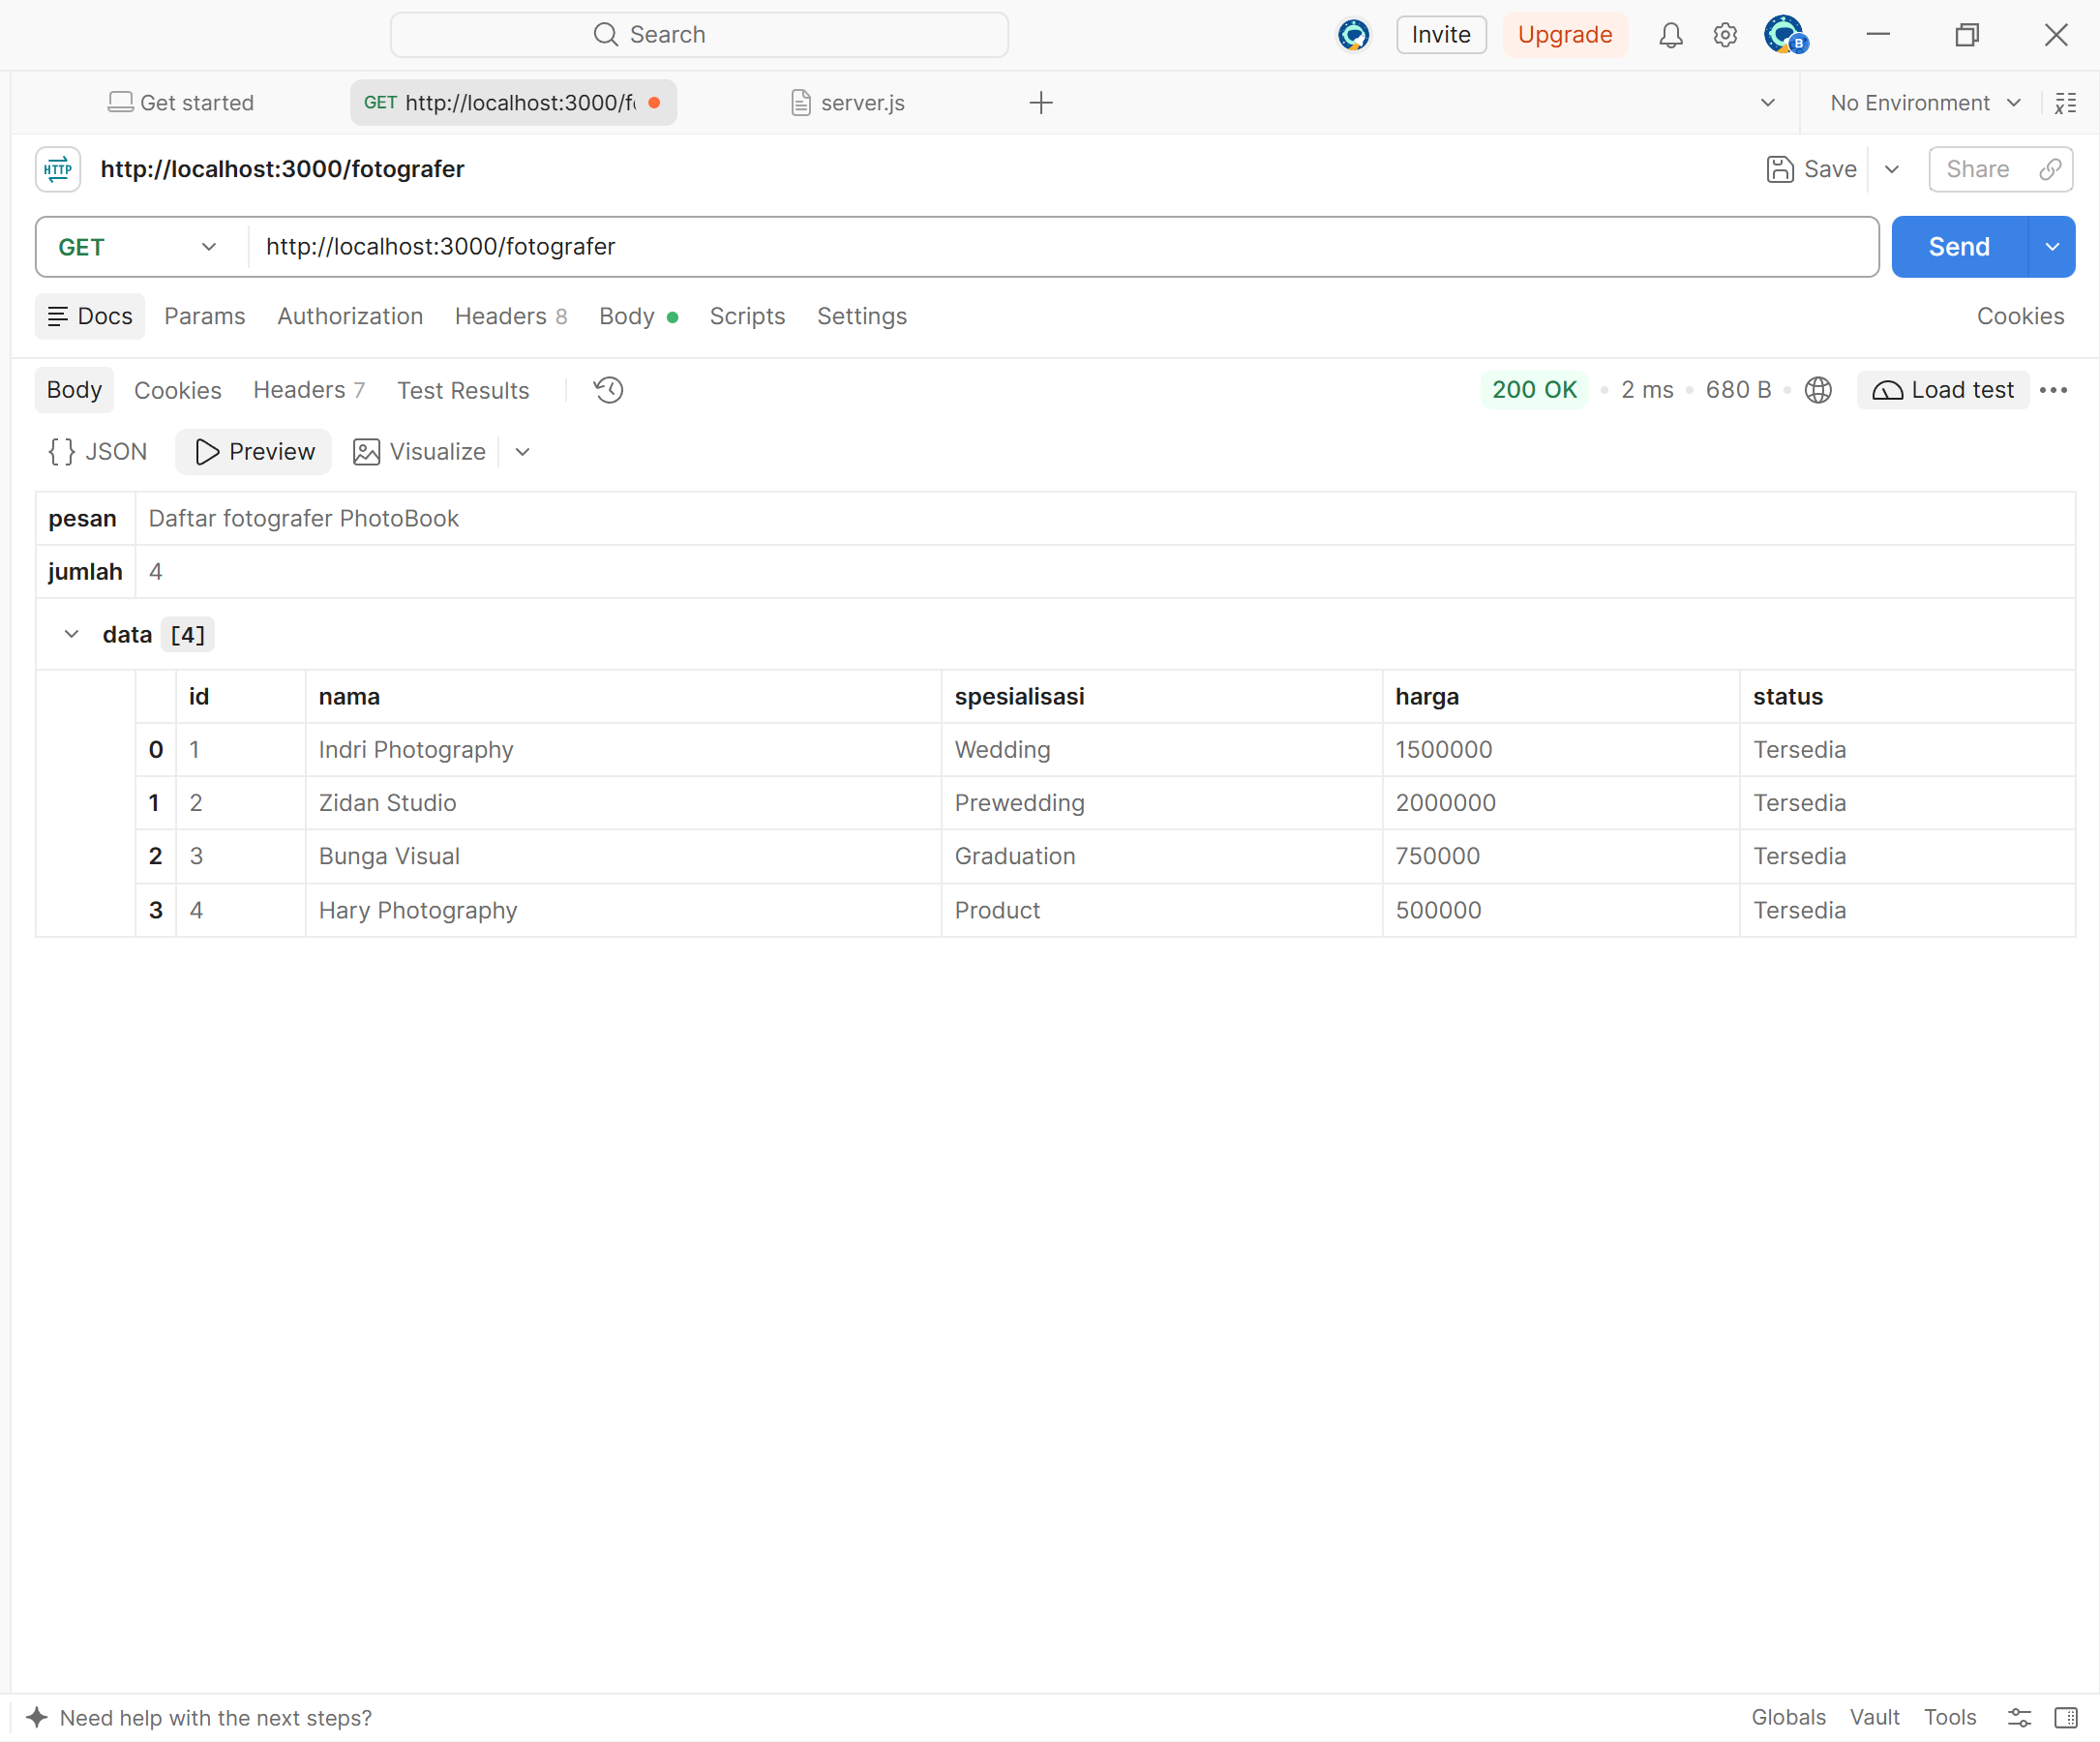 Search
Invite
Upgrade
B
Get started
GET http://localhost:3000/f
server.js
No Environment
HTTP http://localhost:3000/fotografer
Save
Share
GET http://localhost:3000/fotografer
Send
Docs Params Authorization Headers 8 Body Scripts Settings Cookies
Body Cookies Headers 7 Test Results
200 OK • 2 ms • 680 B • Load test
{ } JSON Preview Visualize
pesan Daftar fotografer PhotoBook
jumlah 4
data [4]
id nama spesialisasi harga status
0 1 Indri Photography Wedding 1500000 Tersedia
1 2 Zidan Studio Prewedding 2000000 Tersedia
2 3 Bunga Visual Graduation 750000 Tersedia
3 4 Hary Photography Product 500000 Tersedia
Need help with the next steps?
Globals Vault Tools